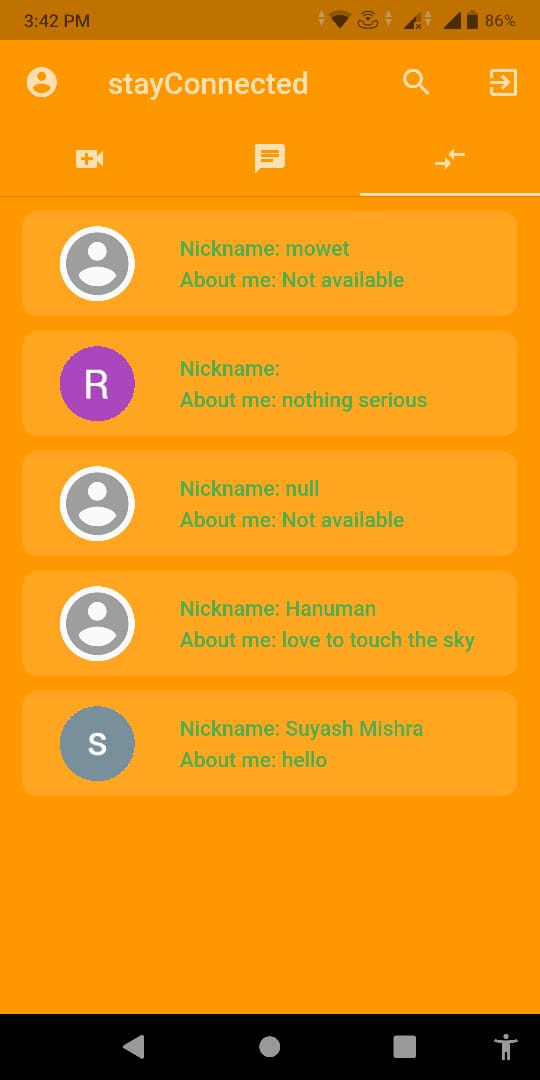 3:42 PM
86%
stayConnected
Nickname: mowet
About me: Not available
R
Nickname:
About me: nothing serious
Nickname: null
About me: Not available
Nickname: Hanuman
About me: love to touch the sky
S
Nickname: Suyash Mishra
About me: hello